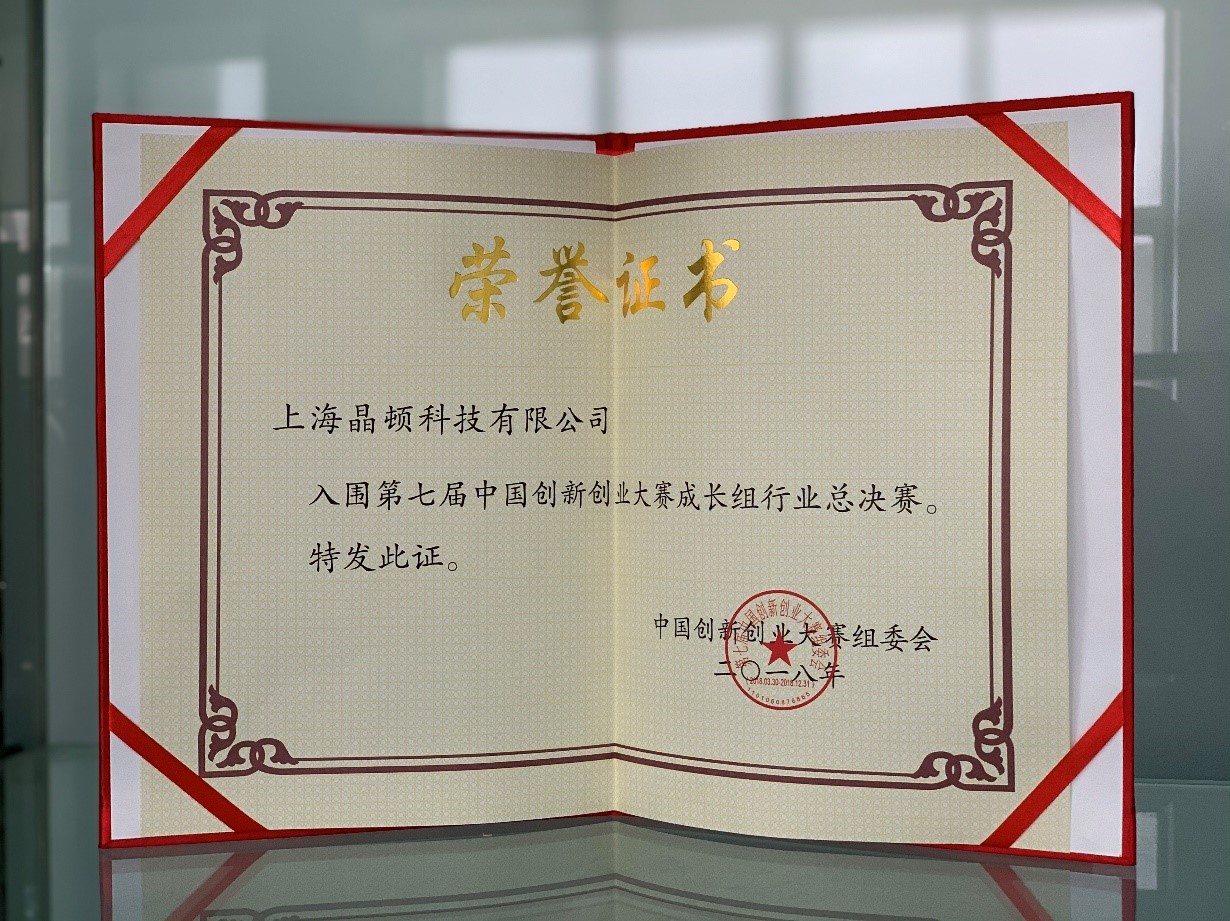 荣誉证书
上海晶顿科技有限公司
入围第七届中国创新创业大赛成长组行业总决赛。
特发此证。
中国创新创业大赛组委会
二〇一八年
第七届中国创新创业大赛组委会
(2018.03.30-2018.12.31)